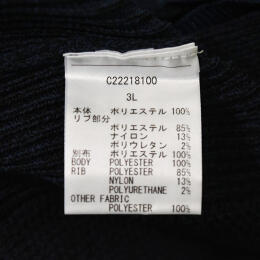 C22218100
3L
本体 ポリエステル 100%
リブ部分
ポリエステル 85%
ナイロン 13%
ポリウレタン 2%
別布 ポリエステル 100%
BODY POLYESTER 100%
RIB POLYESTER 85%
NYLON 13%
POLYURETHANE 2%
OTHER FABRIC
POLYESTER 100%